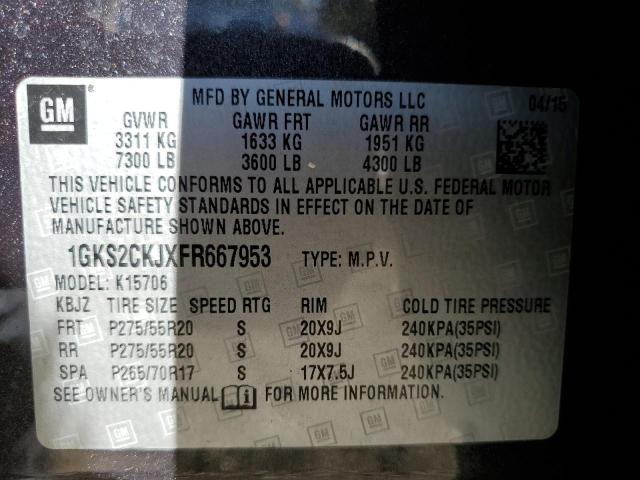 GM
MFD BY GENERAL MOTORS LLC 04/15
GVWR GAWR FRT GAWR RR
3311 KG 1633 KG 1951 KG
7300 LB 3600 LB 4300 LB
THIS VEHICLE CONFORMS TO ALL APPLICABLE U.S. FEDERAL MOTOR
VEHICLE SAFETY STANDARDS IN EFFECT ON THE DATE OF
MANUFACTURE SHOWN ABOVE.
1GKS2CKJXFR667953 TYPE: M.P.V.
MODEL: K15706
KBJZ TIRE SIZE SPEED RTG RIM COLD TIRE PRESSURE
FRT P275/55R20 S 20X9J 240KPA(35PSI)
RR P275/55R20 S 20X9J 240KPA(35PSI)
SPA P265/70R17 S 17X7.5J 240KPA(35PSI)
SEE OWNER'S MANUAL FOR MORE INFORMATION.